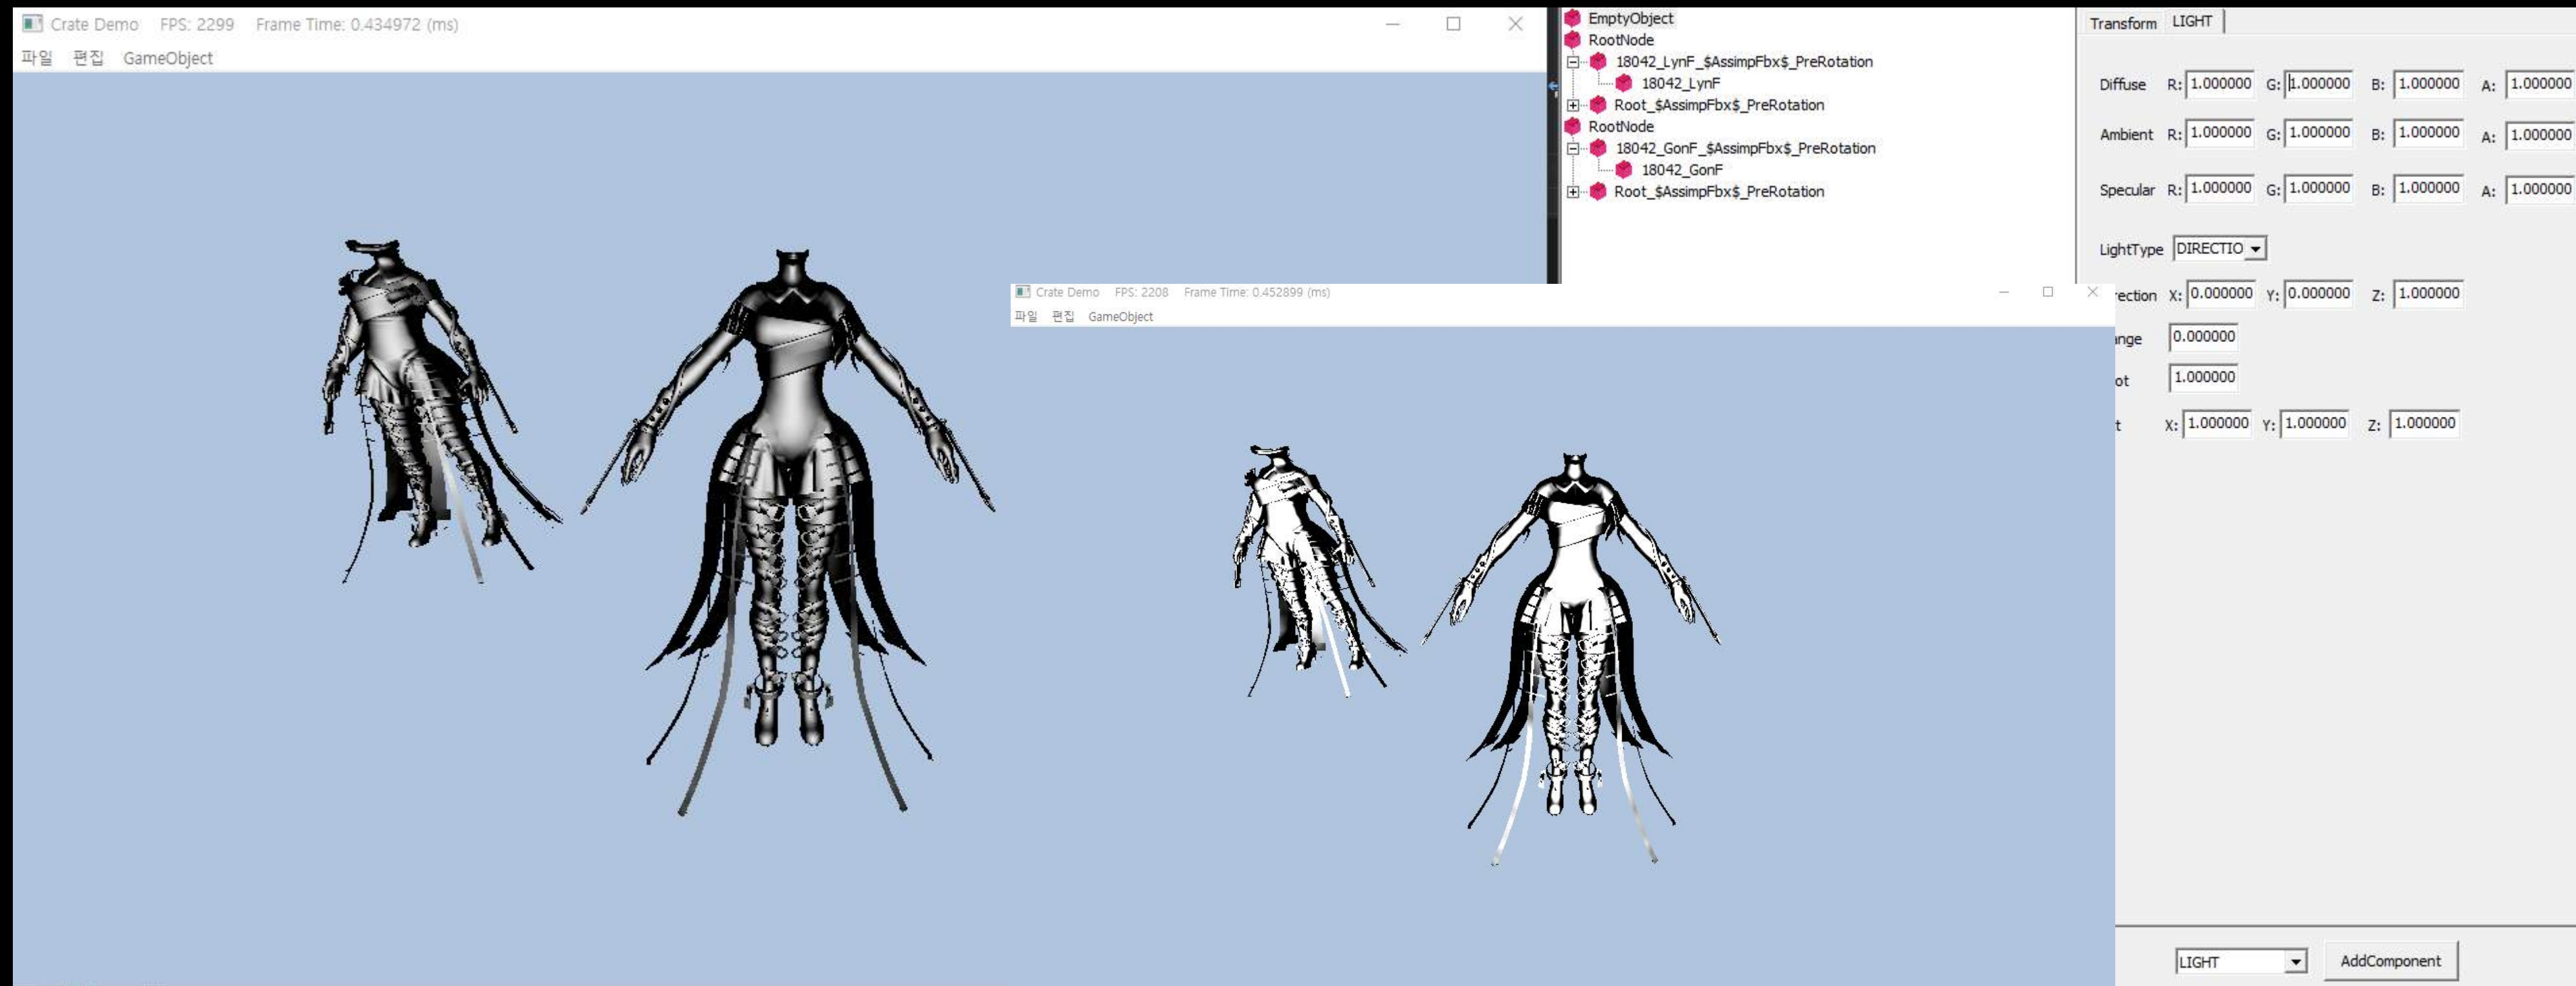 Crate Demo FPS: 2299 Frame Time: 0.434972 (ms)
파일 편집 GameObject
Crate Demo FPS: 2208 Frame Time: 0.452899 (ms)
파일 편집 GameObject
EmptyObject
RootNode
18042_LynF_$AssimpFbx$_PreRotation
18042_LynF
Root_$AssimpFbx$_PreRotation
RootNode
18042_GonF_$AssimpFbx$_PreRotation
18042_GonF
Root_$AssimpFbx$_PreRotation
Transform LIGHT
Diffuse R: 1.000000 G: 1.000000 B: 1.000000 A: 1.000000
Ambient R: 1.000000 G: 1.000000 B: 1.000000 A: 1.000000
Specular R: 1.000000 G: 1.000000 B: 1.000000 A: 1.000000
LightType DIRECTIO
rection X: 0.000000 Y: 0.000000 Z: 1.000000
ange 0.000000
ot 1.000000
t X: 1.000000 Y: 1.000000 Z: 1.000000
LIGHT AddComponent